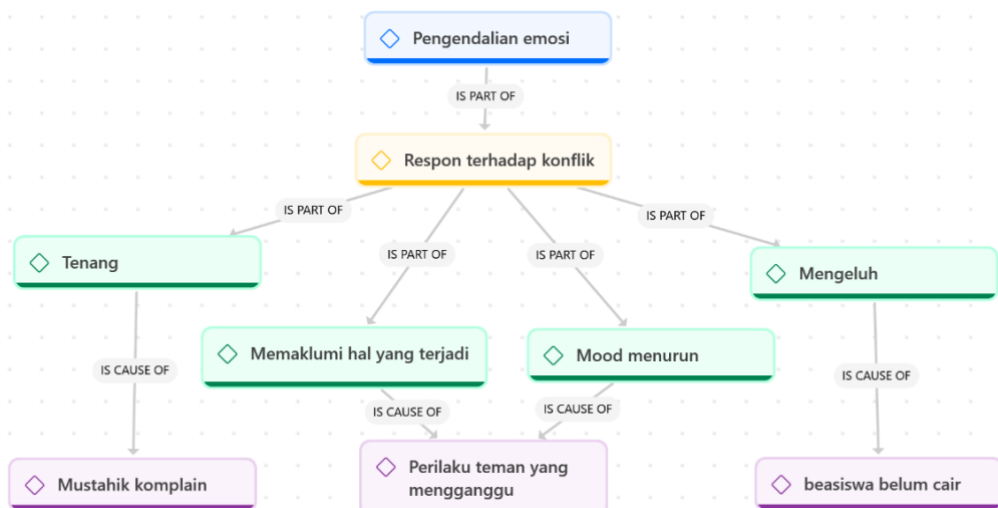 Pengendalian emosi
IS PART OF
Respon terhadap konflik
IS PART OF
IS PART OF
IS PART OF
IS PART OF
Tenang
Mengeluh
Memaklumi hal yang terjadi
Mood menurun
IS CAUSE OF
IS CAUSE OF
IS CAUSE OF
IS CAUSE OF
Mustahik komplain
Perilaku teman yang
mengganggu
beasiswa belum cair